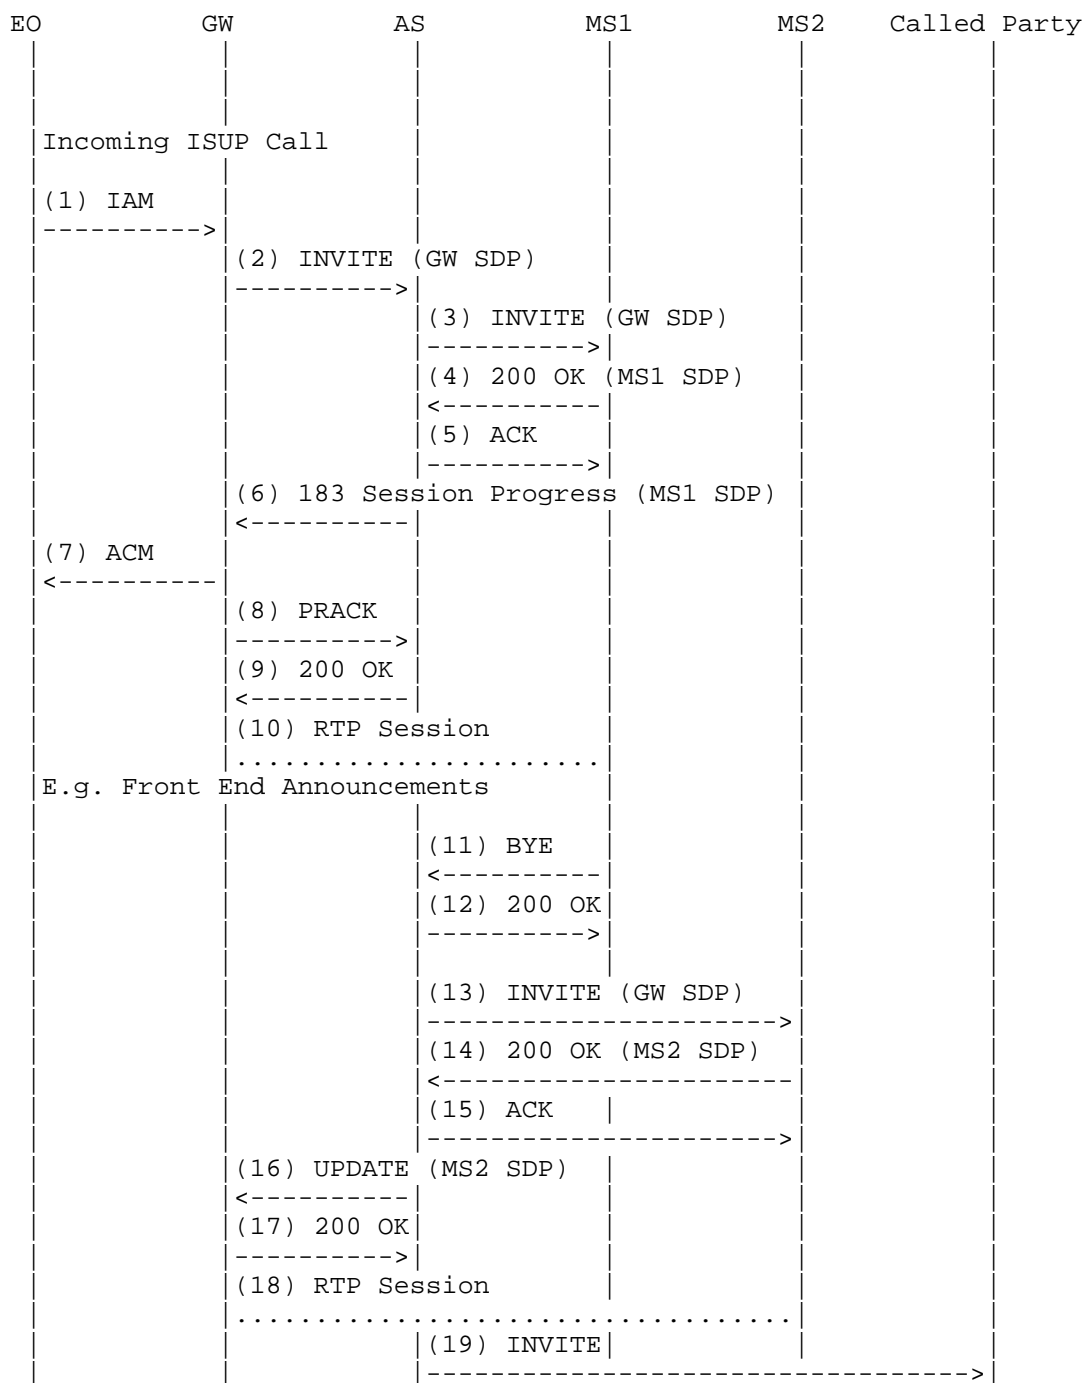 EO GW AS MS1 MS2 Called Party
Incoming ISUP Call
(1) IAM
(2) INVITE (GW SDP)
(3) INVITE (GW SDP)
(4) 200 OK (MS1 SDP)
(5) ACK
(6) 183 Session Progress (MS1 SDP)
(7) ACM
(8) PRACK
(9) 200 OK
(10) RTP Session
E.g. Front End Announcements
(11) BYE
(12) 200 OK
(13) INVITE (GW SDP)
(14) 200 OK (MS2 SDP)
(15) ACK
(16) UPDATE (MS2 SDP)
(17) 200 OK
(18) RTP Session
(19) INVITE